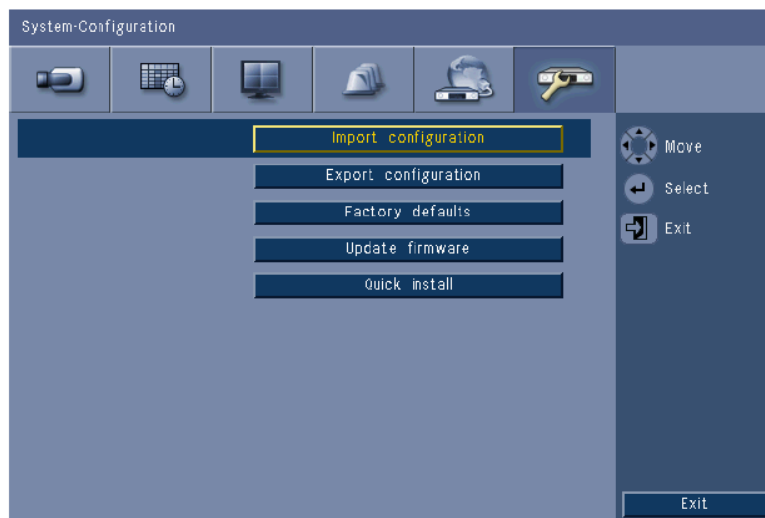 System-Configuration
Import configuration
Export configuration
Factory defaults
Update firmware
Quick install
Move
Select
Exit
Exit